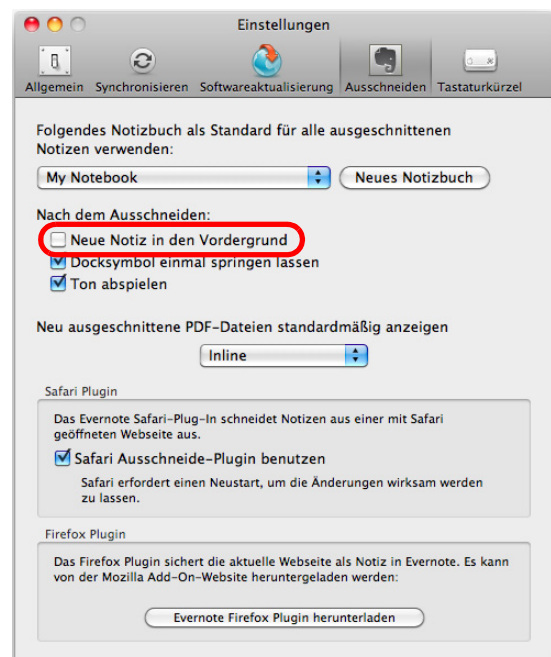 Einstellungen
Allgemein Synchronisieren Softwareaktualisierung Ausschneiden Tastaturkürzel
Folgendes Notizbuch als Standard für alle ausgeschnittenen
Notizen verwenden:
My Notebook Neues Notizbuch
Nach dem Ausschneiden:
Neue Notiz in den Vordergrund
Docksymbol einmal springen lassen
Ton abspielen
Neu ausgeschnittene PDF-Dateien standardmäßig anzeigen
Inline
Safari Plugin
Das Evernote Safari-Plug-In schneidet Notizen aus einer mit Safari
geöffneten Webseite aus.
Safari Ausschneide-Plugin benutzen
Safari erfordert einen Neustart, um die Änderungen wirksam werden
zu lassen.
Firefox Plugin
Das Firefox Plugin sichert die aktuelle Webseite als Notiz in Evernote. Es kann
von der Mozilla Add-On-Website heruntergeladen werden:
Evernote Firefox Plugin herunterladen